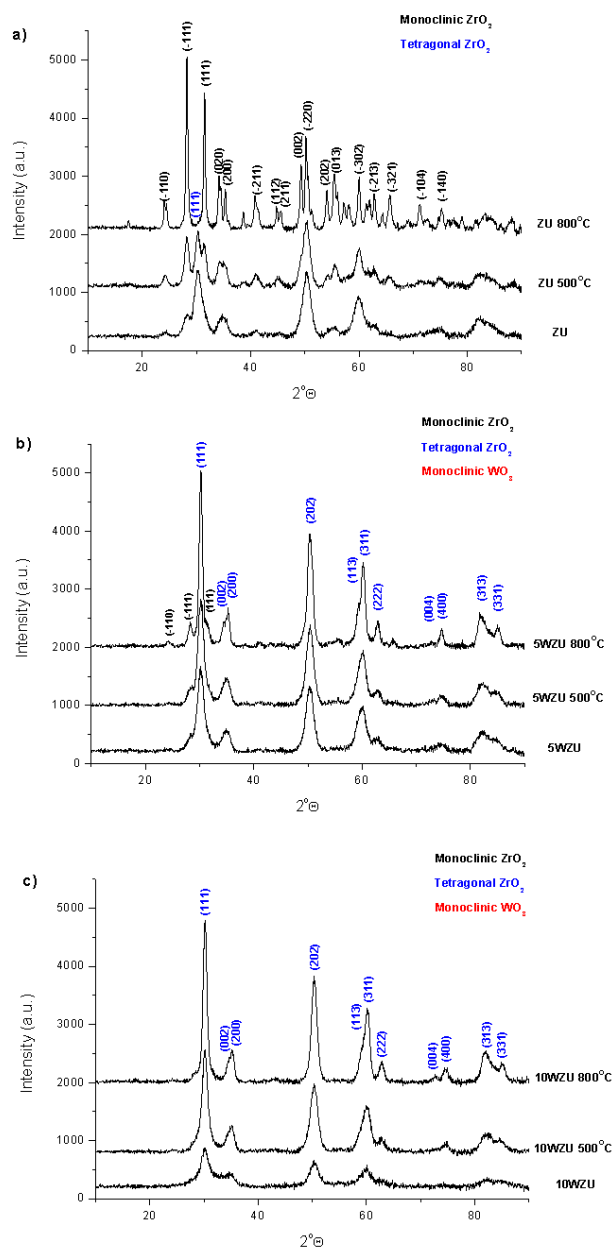 a)
Monoclinic ZrO₂
Tetragonal ZrO₂
Intensity (a.u.)
5000
4000
3000
2000
1000
0
(-110)
(-111)
(111)
(111)
(020)
(200)
(-211)
(112)
(211)
(002)
(-220)
(202)
(013)
(-302)
(-213)
(-321)
(-104)
(-140)
ZU 800°C
ZU 500°C
ZU
20
40
60
80
2°Θ
b)
Monoclinic ZrO₂
Tetragonal ZrO₂
Monoclinic WO₃
Intensity (a.u.)
5000
4000
3000
2000
1000
0
(-110)
(-111)
(111)
(111)
(002)
(200)
(202)
(113)
(311)
(222)
(004)
(400)
(313)
(331)
5WZU 800°C
5WZU 500°C
5WZU
20
40
60
80
2°Θ
c)
Monoclinic ZrO₂
Tetragonal ZrO₂
Monoclinic WO₃
Intensity (a.u.)
5000
4000
3000
2000
1000
0
(111)
(002)
(200)
(202)
(113)
(311)
(222)
(004)
(400)
(313)
(331)
10WZU 800°C
10WZU 500°C
10WZU
20
40
60
80
2°Θ